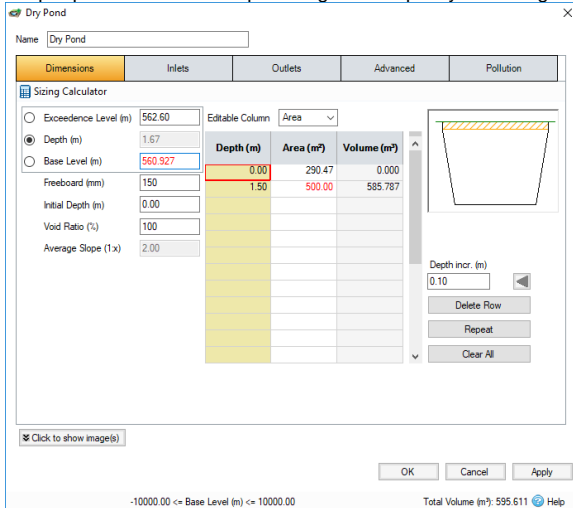 Dry Pond
Name Dry Pond
Dimensions Inlets Outlets Advanced Pollution
Sizing Calculator
Exceedence Level (m) 562.60 Editable Column Area
Depth (m) 1.67
Base Level (m) 560.927
Freeboard (mm) 150
Initial Depth (m) 0.00
Void Ratio (%) 100
Average Slope (1:x) 2.00
Depth (m) Area (m²) Volume (m³)
0.00 290.47 0.000
1.50 500.00 585.787
Depth incr. (m)
0.10
Delete Row
Repeat
Clear All
Click to show image(s)
OK Cancel Apply
-10000.00 <= Base Level (m) <= 10000.00 Total Volume (m³): 595.611 Help